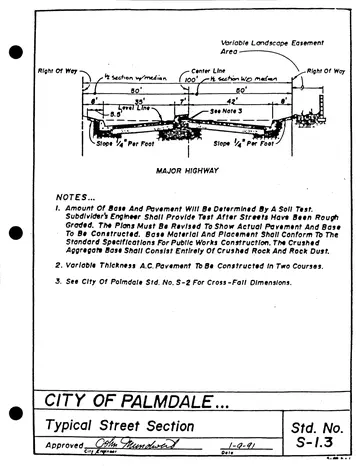 Variable Landscape Easement
Area
Right Of Way
Center Line
Right Of Way
½ section w/median
100'
½ section w/o median
50'
50'
8'
35'
7'
42'
8'
5.5'
Level Line
See Note 3
Slope ¼" Per Foot
Slope ¼" Per Foot
MAJOR HIGHWAY
NOTES...
1. Amount Of Base And Pavement Will Be Determined By A Soil Test.
Subdivider's Engineer Shall Provide Test After Streets Have Been Rough
Graded. The Plans Must Be Revised To Show Actual Pavement And Base
To Be Constructed. Base Material And Placement Shall Conform To The
Standard Specifications For Public Works Construction, The Crushed
Aggregate Base Shall Consist Entirely Of Crushed Rock And Rock Dust.
2. Variable Thickness A.C. Pavement To Be Constructed In Two Courses.
3. See City Of Palmdale Std. No. S-2 For Cross-Fall Dimensions.
CITY OF PALMDALE...
Typical Street Section
Std. No.
S-1.3
Approved
1-9-91
City Engineer
Date